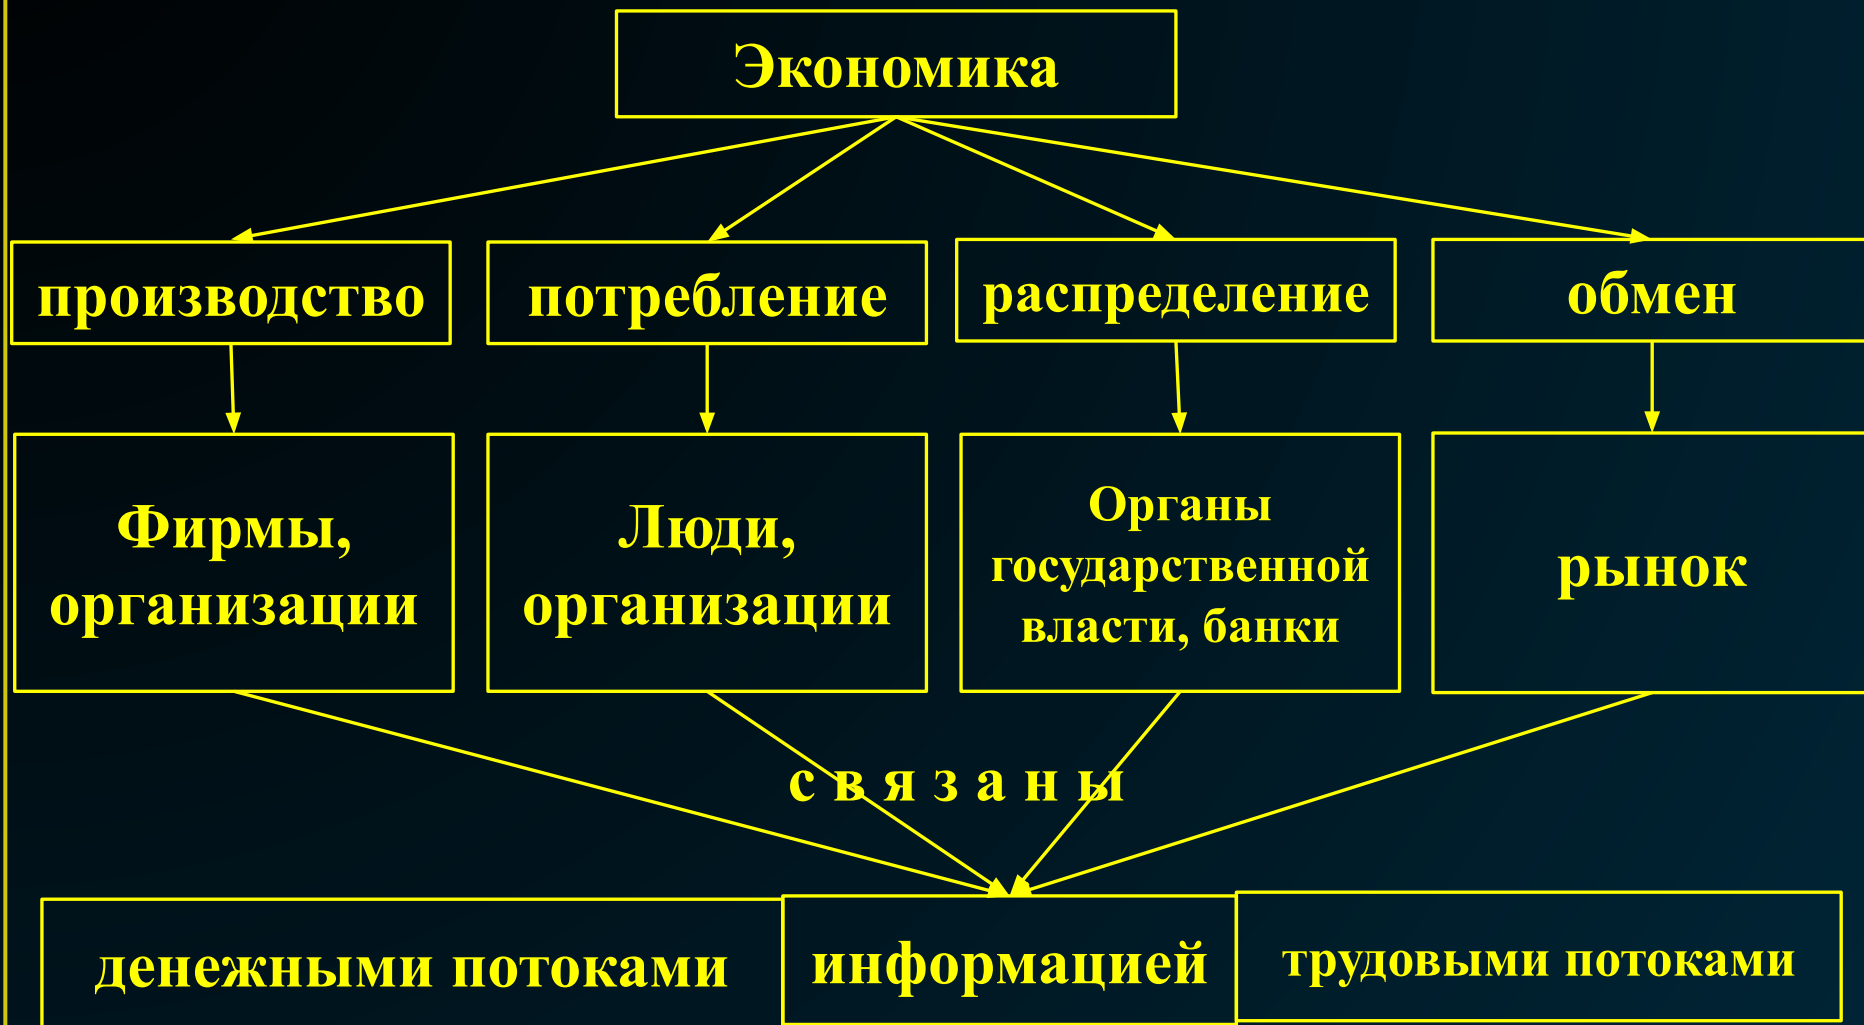 Экономика
производство
потребление
распределение
обмен
Фирмы,
организации
Люди,
организации
Органы
государственной
власти, банки
рынок
с в я з а н ы
денежными потоками
информацией
трудовыми потоками